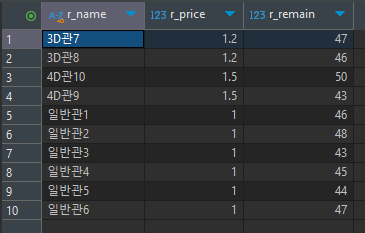 A-Z r_name 123 r_price 123 r_remain
1 3D관7 1.2 47
2 3D관8 1.2 46
3 4D관10 1.5 50
4 4D관9 1.5 43
5 일반관1 1 46
6 일반관2 1 48
7 일반관3 1 43
8 일반관4 1 45
9 일반관5 1 44
10 일반관6 1 47